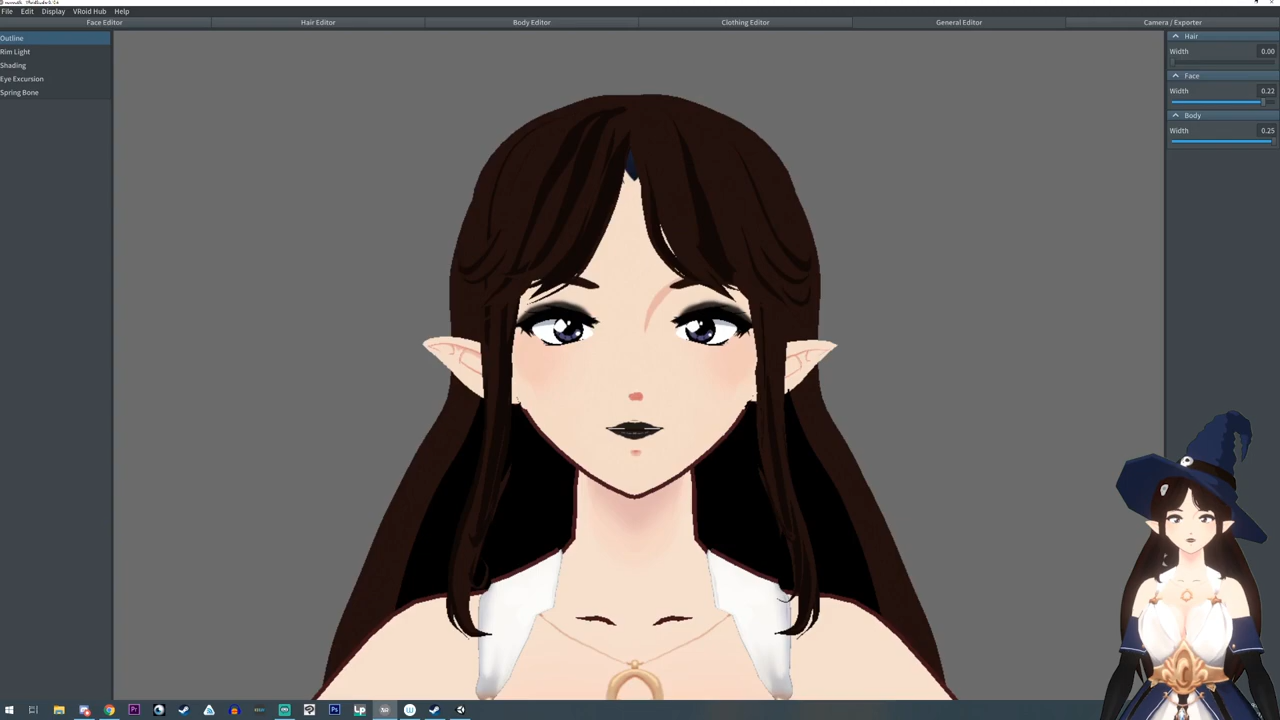 File Edit Display VRoid Hub Help
Face Editor Hair Editor Body Editor Clothing Editor General Editor Camera / Exporter
Outline
Rim Light
Shading
Eye Excursion
Spring Bone
Hair
Width 0.00
Face
Width 0.22
Body
Width 0.25